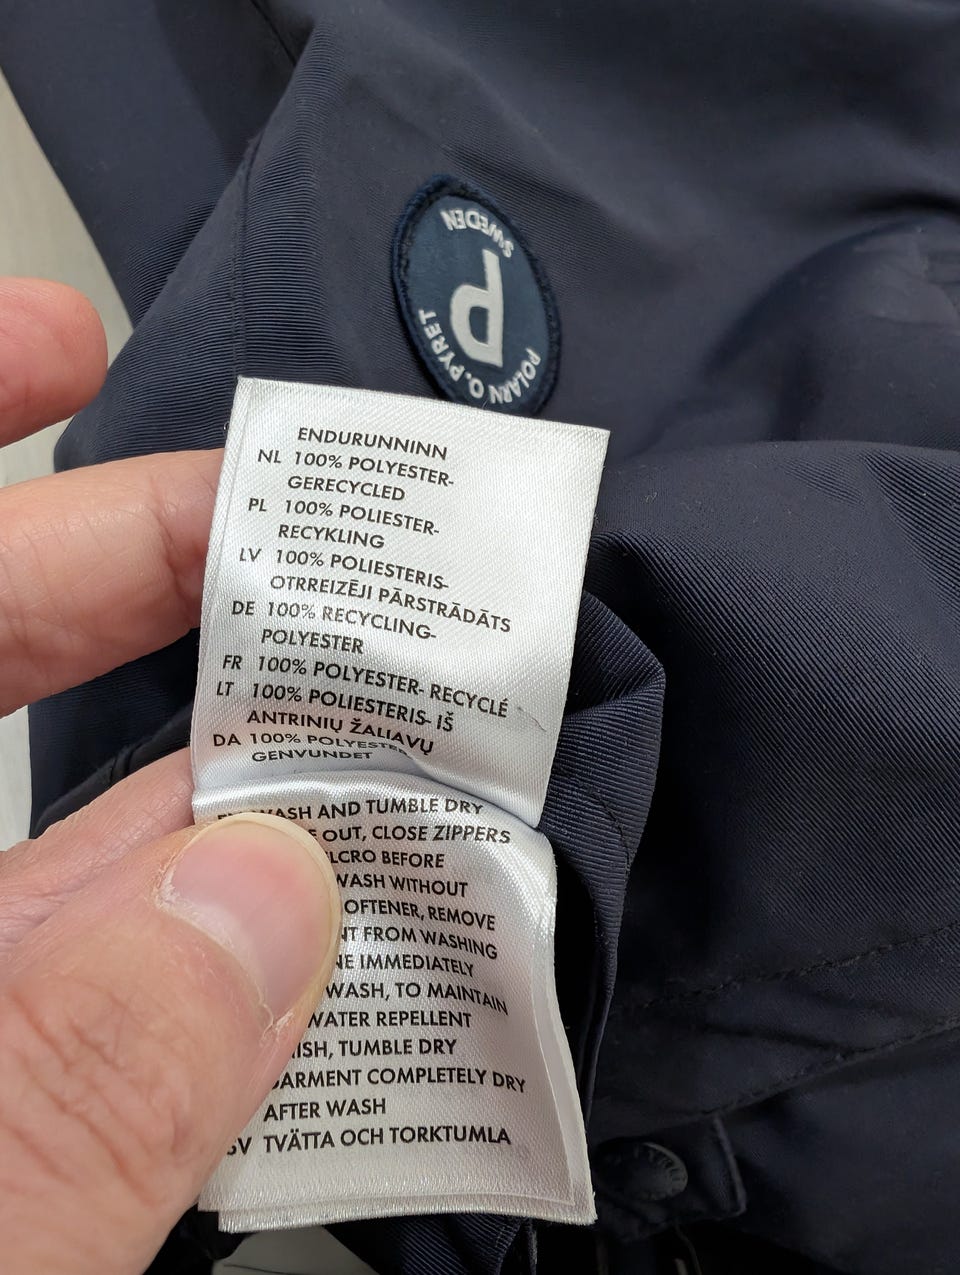 SWEDEN
P
POLARN O. PYRET
ENDURUNNINN
NL 100% POLYESTER-
GERECYCLED
PL 100% POLIESTER-
RECYKLING
LV 100% POLIESTERIS-
OTRREIZĒJI PĀRSTRĀDĀTS
DE 100% RECYCLING-
POLYESTER
FR 100% POLYESTER- RECYCLÉ
LT 100% POLIESTERIS- IŠ
ANTRINIŲ ŽALIAVŲ
DA 100% POLYESTER-
GENVUNDET
WASH AND TUMBLE DRY
OUT, CLOSE ZIPPERS
BEFORE
WASH WITHOUT
REMOVE
FROM WASHING
IMMEDIATELY
WASH, TO MAINTAIN
WATER REPELLENT
TUMBLE DRY
GARMENT COMPLETELY DRY
AFTER WASH
SV TVÄTTA OCH TORKTUMLA